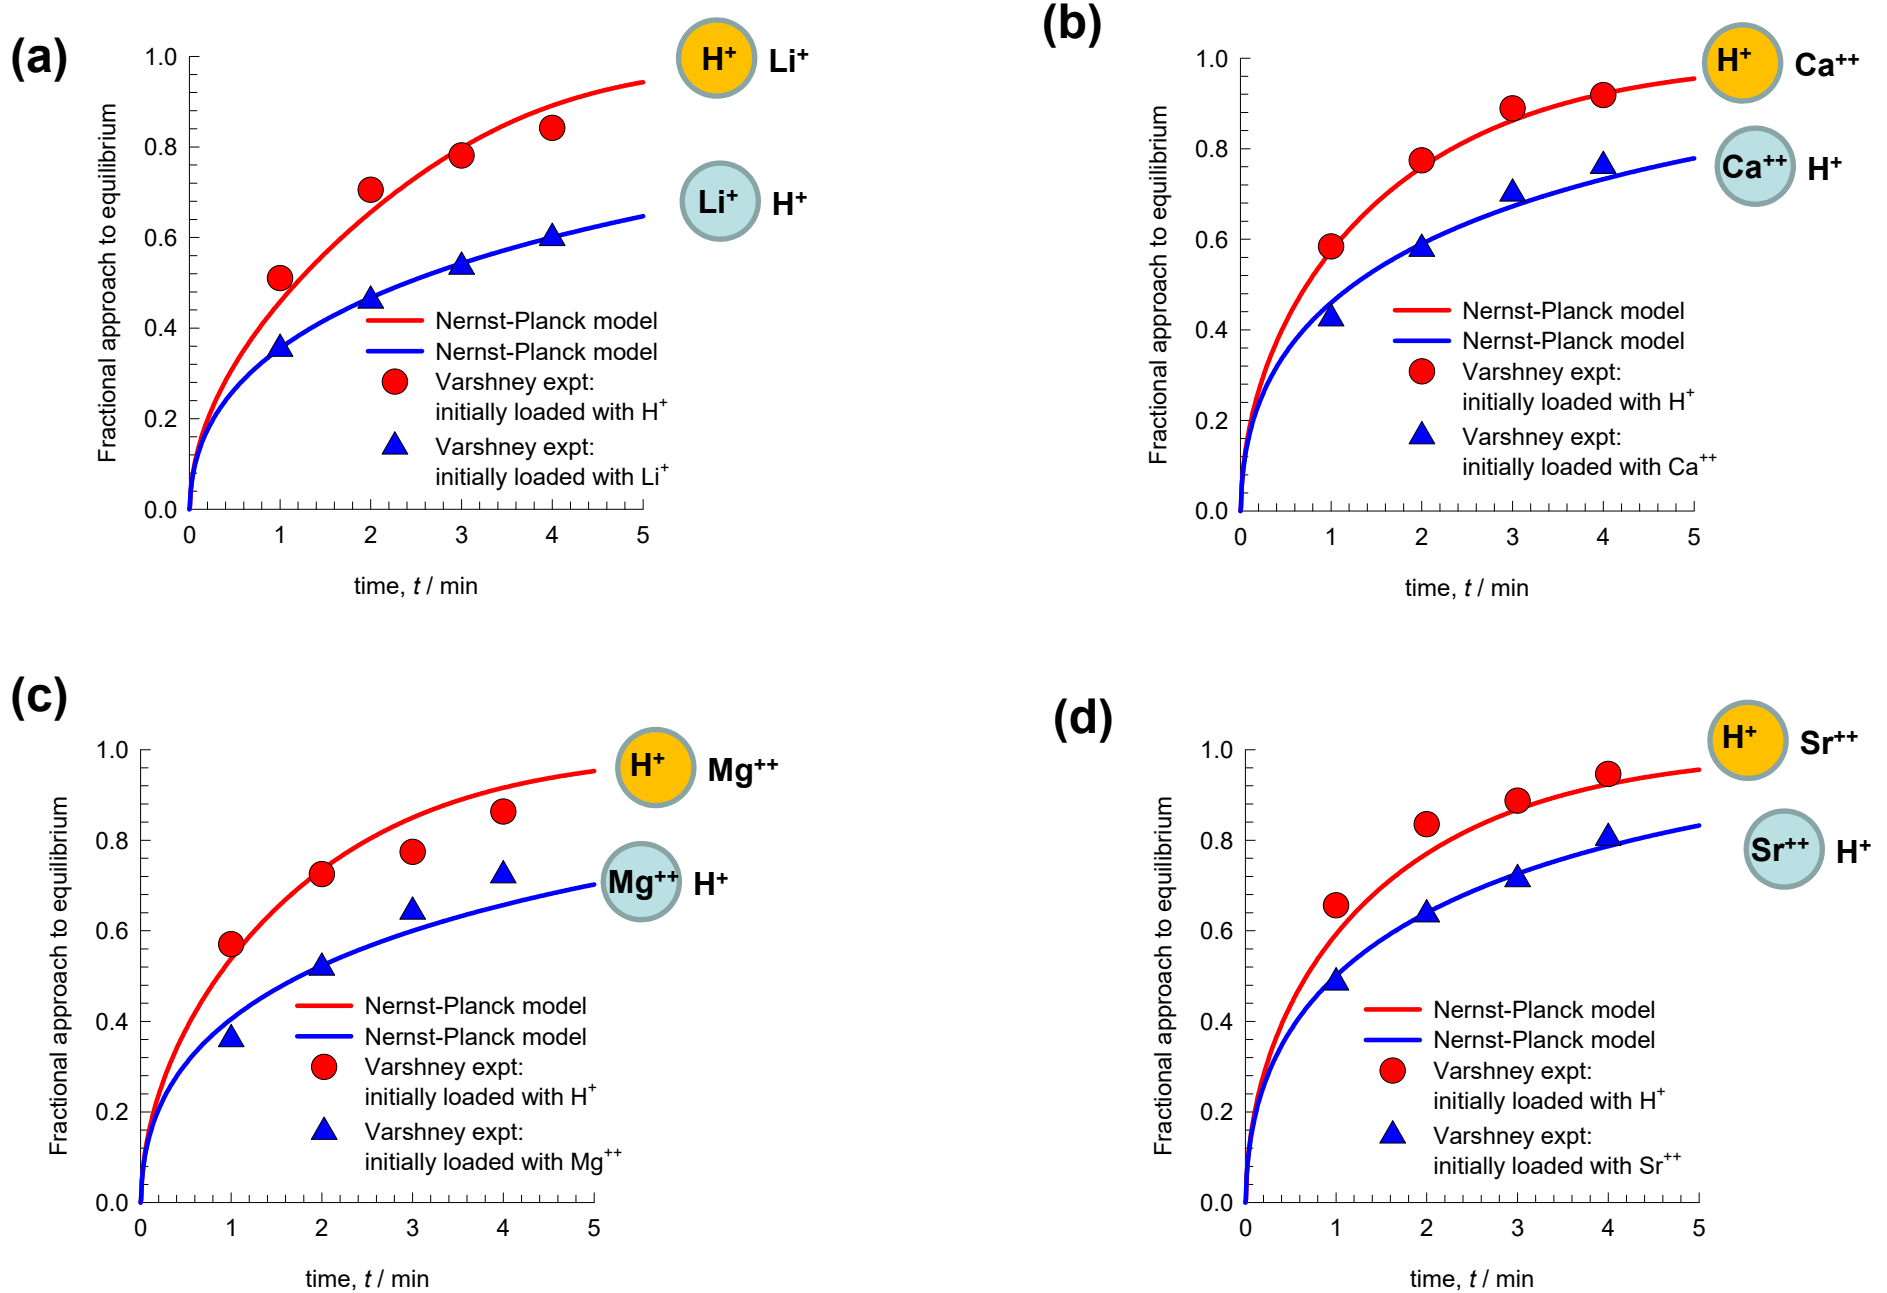 (a)
H⁺ Li⁺
Li⁺ H⁺
Fractional approach to equilibrium
1.0
0.8
0.6
0.4
0.2
0.0
Nernst-Planck model
Nernst-Planck model
Varshney expt:
initially loaded with H⁺
Varshney expt:
initially loaded with Li⁺
0 1 2 3 4 5
time, t / min
(b)
H⁺ Ca⁺⁺
Ca⁺⁺ H⁺
Fractional approach to equilibrium
1.0
0.8
0.6
0.4
0.2
0.0
Nernst-Planck model
Nernst-Planck model
Varshney expt:
initially loaded with H⁺
Varshney expt:
initially loaded with Ca⁺⁺
0 1 2 3 4 5
time, t / min
(c)
H⁺ Mg⁺⁺
Mg⁺⁺ H⁺
Fractional approach to equilibrium
1.0
0.8
0.6
0.4
0.2
0.0
Nernst-Planck model
Nernst-Planck model
Varshney expt:
initially loaded with H⁺
Varshney expt:
initially loaded with Mg⁺⁺
0 1 2 3 4 5
time, t / min
(d)
H⁺ Sr⁺⁺
Sr⁺⁺ H⁺
Fractional approach to equilibrium
1.0
0.8
0.6
0.4
0.2
0.0
Nernst-Planck model
Nernst-Planck model
Varshney expt:
initially loaded with H⁺
Varshney expt:
initially loaded with Sr⁺⁺
0 1 2 3 4 5
time, t / min